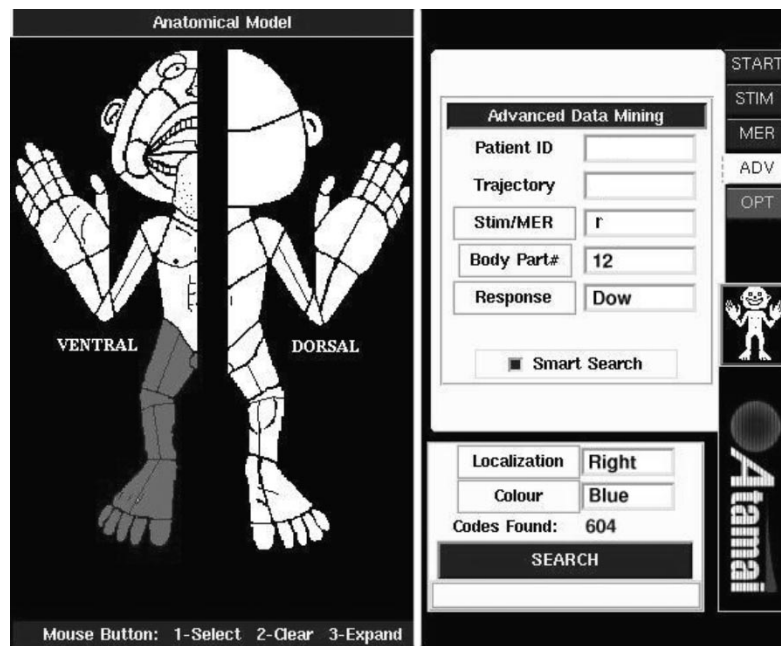 Anatomical Model
VENTRAL
DORSAL
Mouse Button: 1-Select 2-Clear 3-Expand
Advanced Data Mining
Patient ID
Trajectory
Stim/MER r
Body Part# 12
Response Dow
Smart Search
Localization Right
Colour Blue
Codes Found: 604
SEARCH
START
STIM
MER
ADV
OPT
Atamai